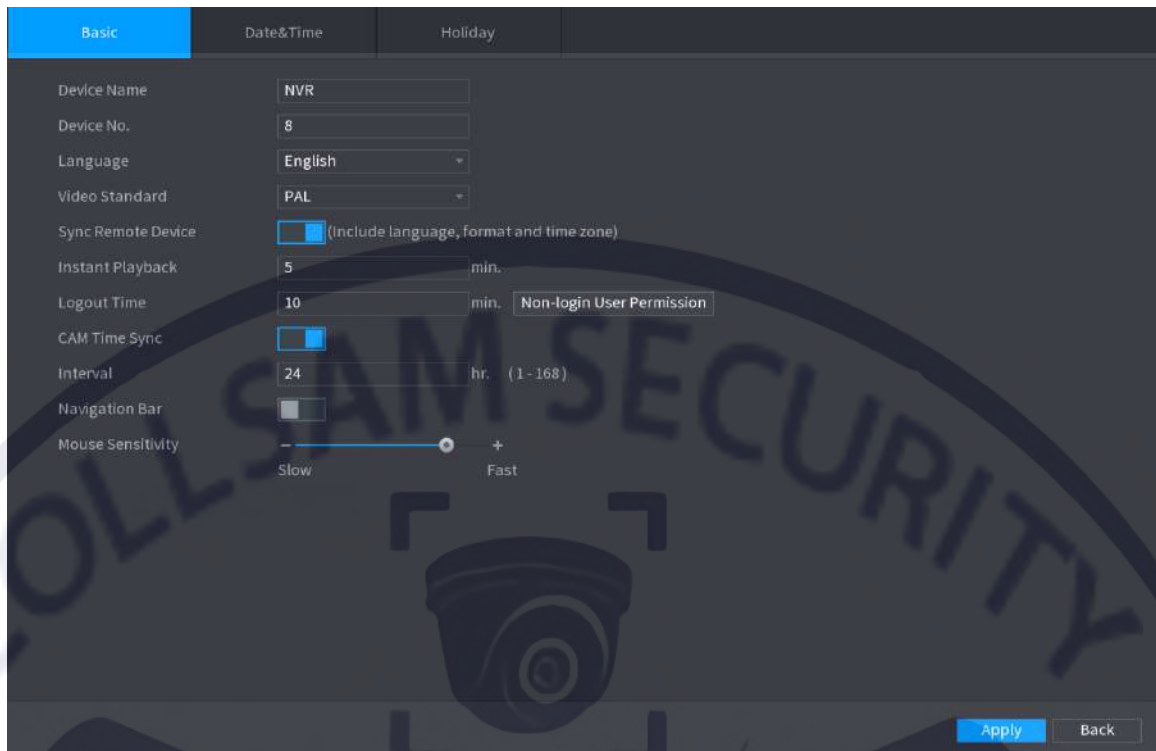 Basic Date&Time Holiday
Device Name NVR
Device No. 8
Language English
Video Standard PAL
Sync Remote Device (Include language, format and time zone)
Instant Playback 5 min.
Logout Time 10 min. Non-login User Permission
CAM Time Sync
Interval 24 hr. (1-168)
Navigation Bar
Mouse Sensitivity - +
Slow Fast
OLLSAM SECURITY
Apply Back